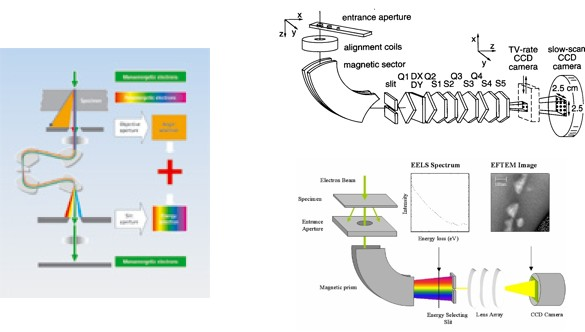 Monoenergetic electrons
Specimen
Objective
aperture
Angle
selection
Slit
aperture
Energy
selection
Monoenergetic electrons
x
z
y
entrance aperture
alignment coils
magnetic sector
slit
Q1 DX Q2
DY
S1 S2
Q3
S3
Q4
S4 S5
x
z
y
TV-rate
CCD
camera
slow-scan
CCD
camera
2.5 cm
2.5
Electron Beam
Specimen
Entrance
Aperture
Magnetic prism
EELS Spectrum
Intensity
Energy loss (eV)
EFTEM Image
Energy Selecting
Slit
Lens Array
CCD Camera